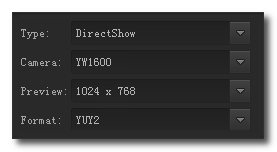 Type: DirectShow
Camera: YW1600
Preview: 1024 x 768
Format: YUY2